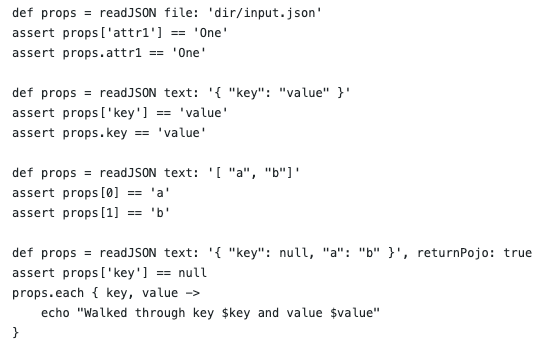 def props = readJSON file: 'dir/input.json'
assert props['attr1'] == 'One'
assert props.attr1 == 'One'

def props = readJSON text: '{ "key": "value" }'
assert props['key'] == 'value'
assert props.key == 'value'

def props = readJSON text: '[ "a", "b"]'
assert props[0] == 'a'
assert props[1] == 'b'

def props = readJSON text: '{ "key": null, "a": "b" }', returnPojo: true
assert props['key'] == null
props.each { key, value ->
    echo "Walked through key $key and value $value"
}